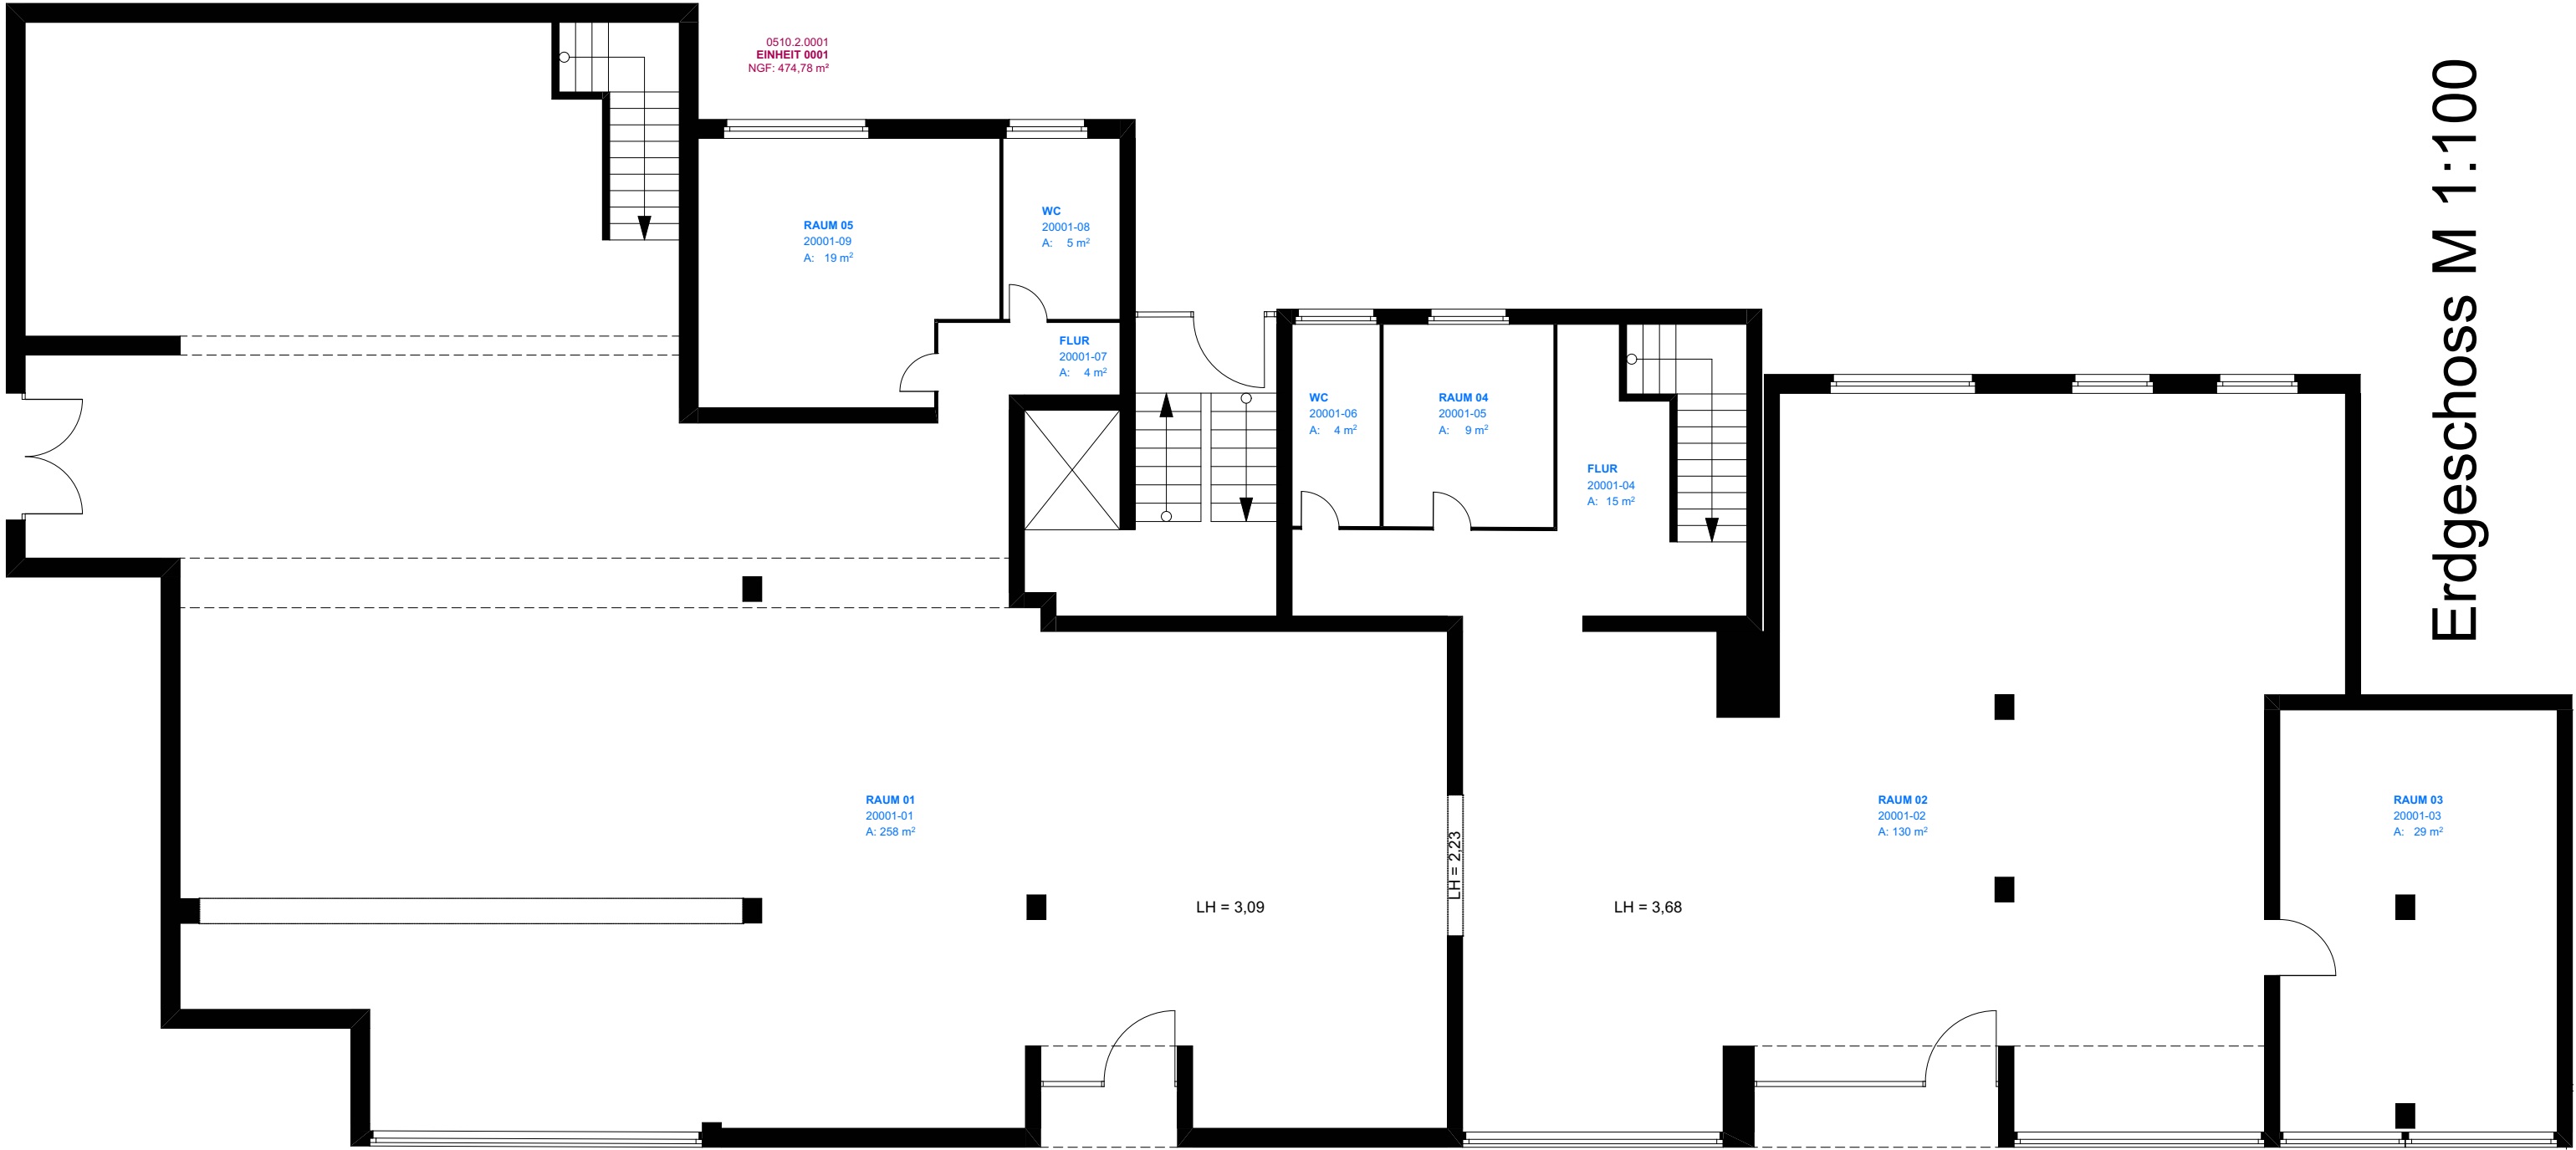 0510.2.0001
EINHEIT 0001
NGF: 474,78 m²
Erdgeschoss M 1:100
RAUM 05
20001-09
A: 19 m²
WC
20001-08
A: 5 m²
FLUR
20001-07
A: 4 m²
WC
20001-06
A: 4 m²
RAUM 04
20001-05
A: 9 m²
FLUR
20001-04
A: 15 m²
RAUM 01
20001-01
A: 258 m²
RAUM 02
20001-02
A: 130 m²
RAUM 03
20001-03
A: 29 m²
LH = 3,09
LH = 2,23
LH = 3,68